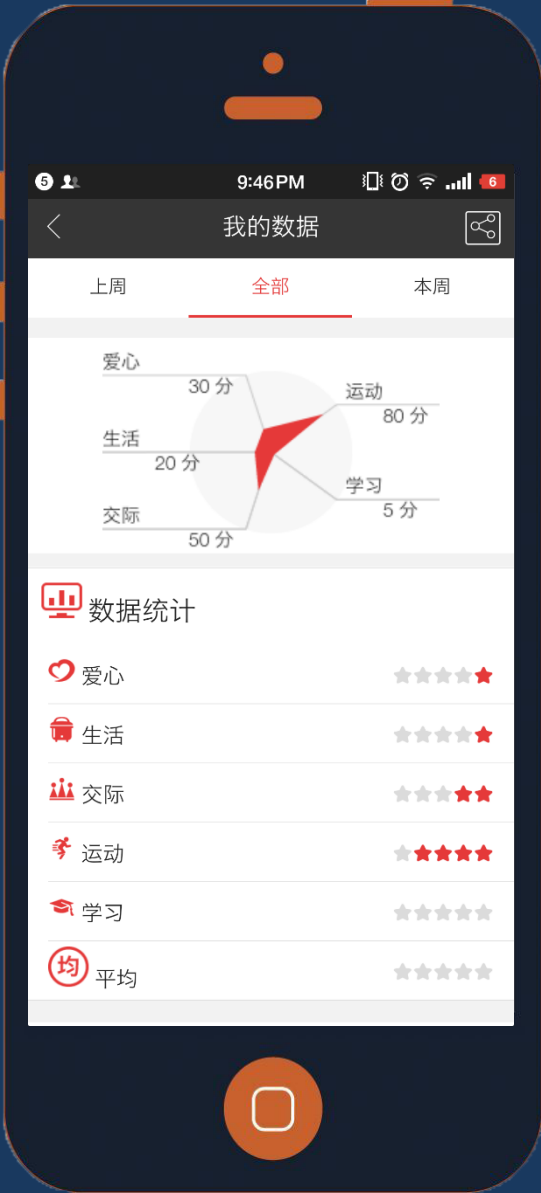 5
9:46PM
6
我的数据
上周 全部 本周
爱心
30 分
运动
80 分
生活
20 分
学习
5 分
交际
50 分
数据统计
爱心
生活
交际
运动
学习
均 平均